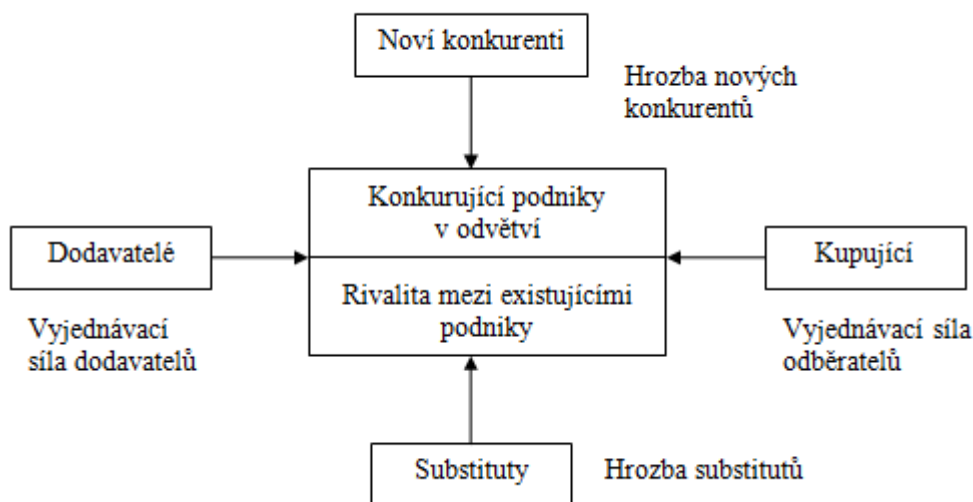 Noví konkurenti
Hrozba nových
konkurentů
Konkurující podniky
v odvětví
Dodavatelé
Kupující
Rivalita mezi existujícími
podniky
Vyjednávací
síla dodavatelů
Vyjednávací síla
odběratelů
Substituty
Hrozba substitutů